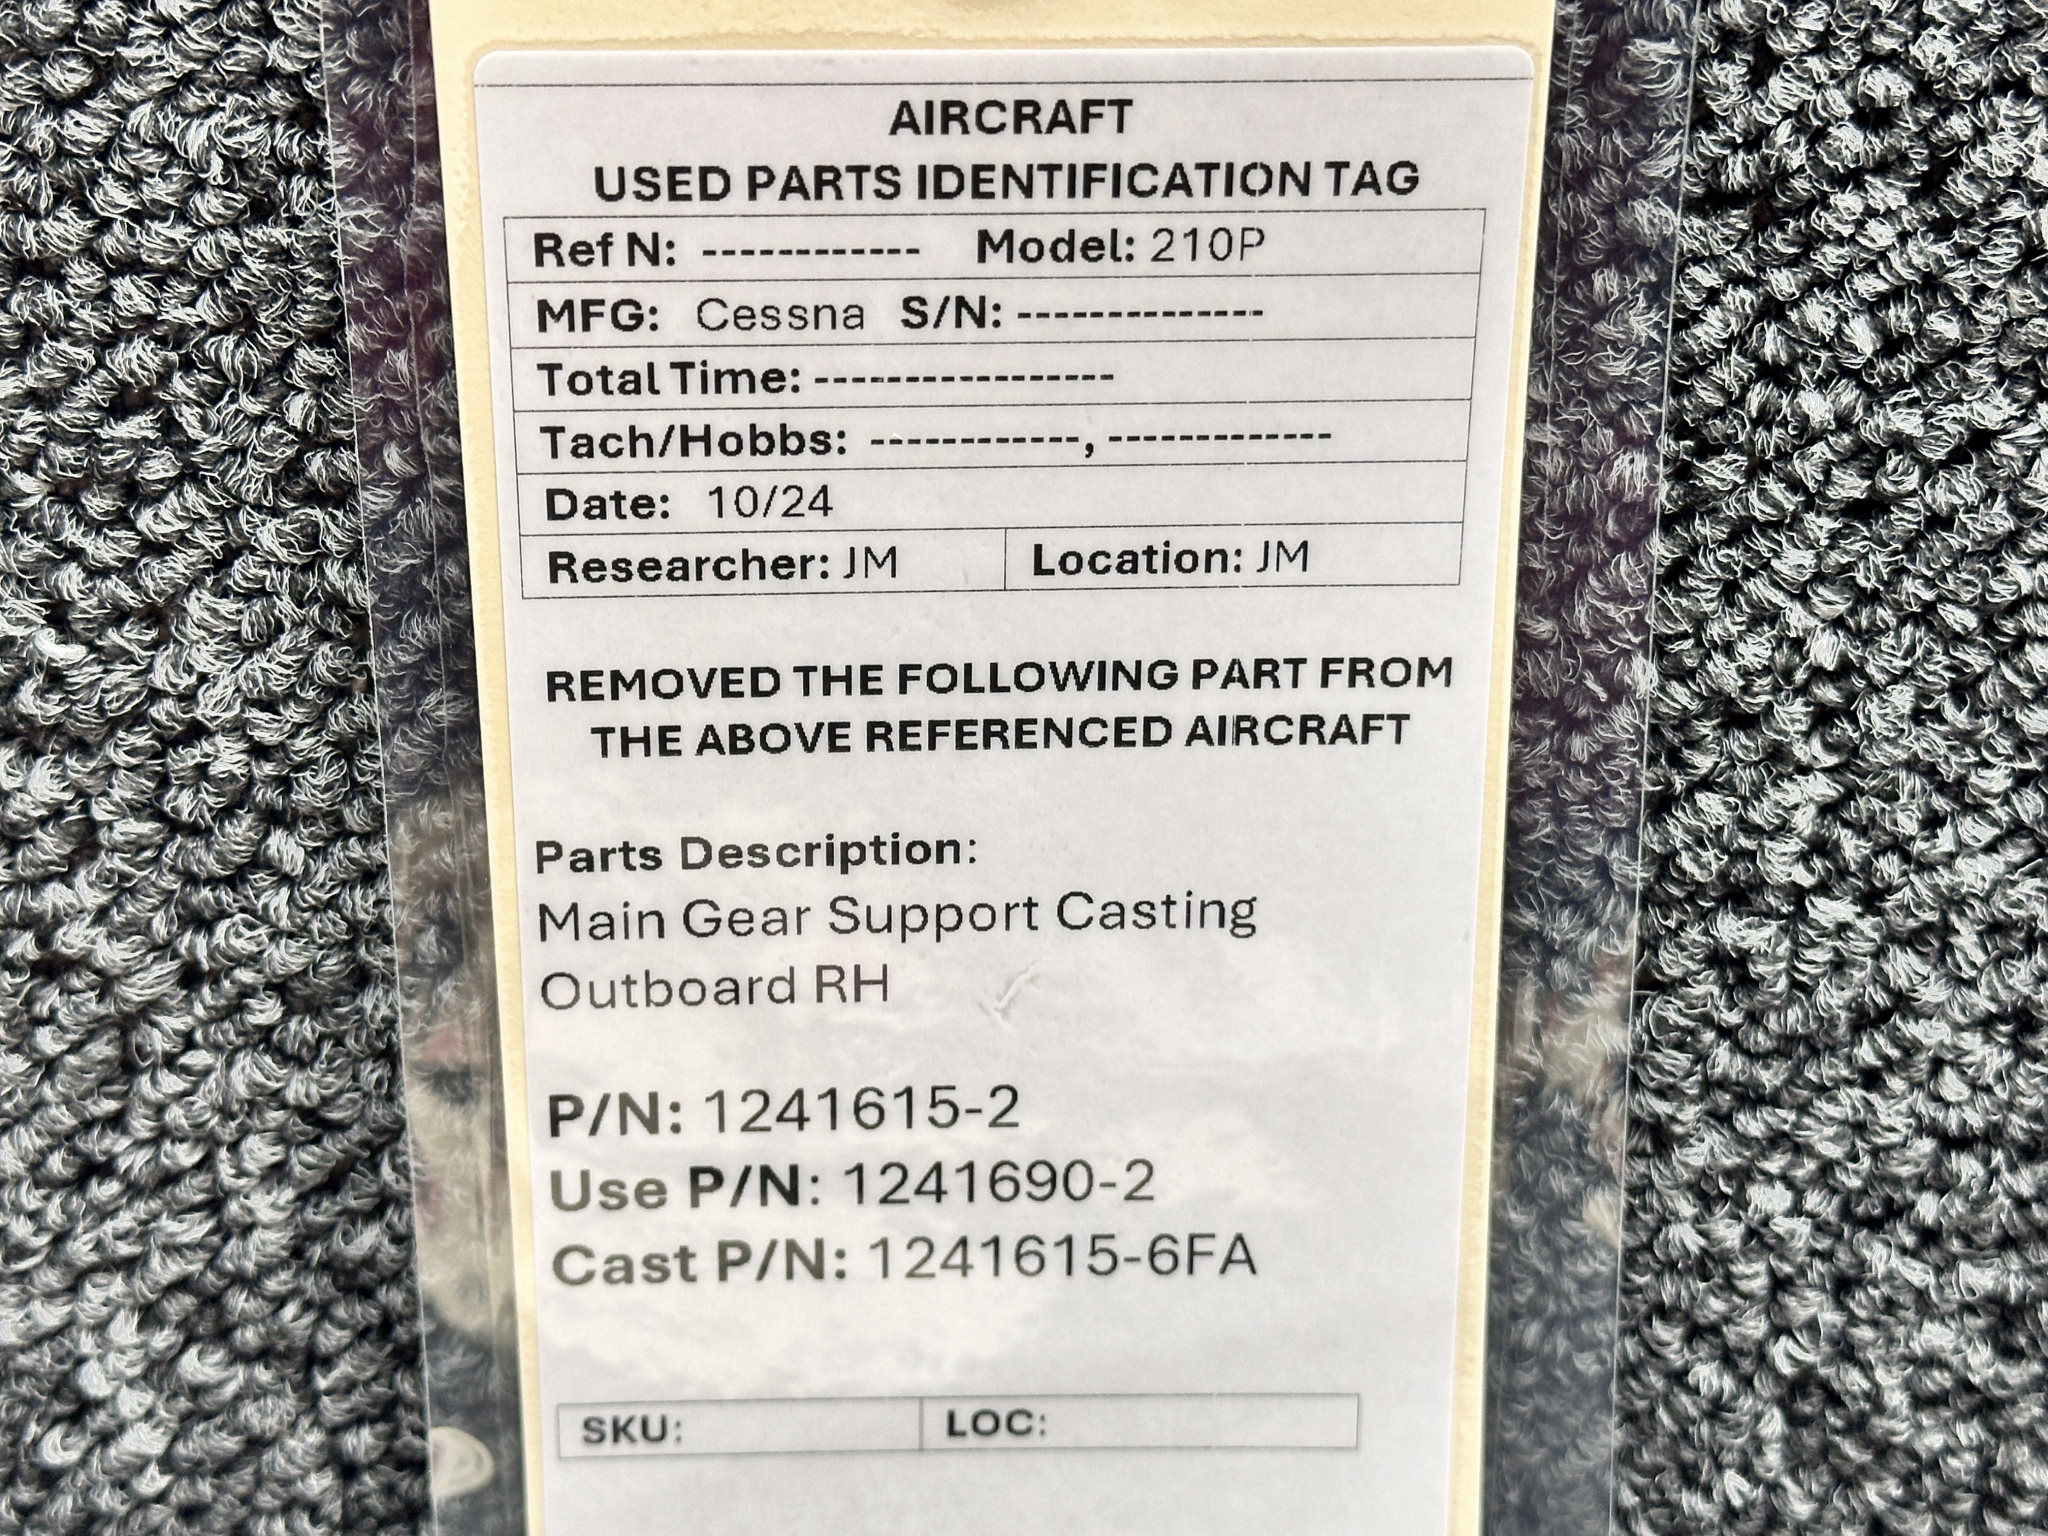 AIRCRAFT
USED PARTS IDENTIFICATION TAG
Ref N: ------------ Model: 210P
MFG: Cessna S/N: --------------
Total Time: -----------------
Tach/Hobbs: ------------, -------------
Date: 10/24
Researcher: JM Location: JM
REMOVED THE FOLLOWING PART FROM
THE ABOVE REFERENCED AIRCRAFT
Parts Description:
Main Gear Support Casting
Outboard RH
P/N: 1241615-2
Use P/N: 1241690-2
Cast P/N: 1241615-6FA
SKU: LOC: